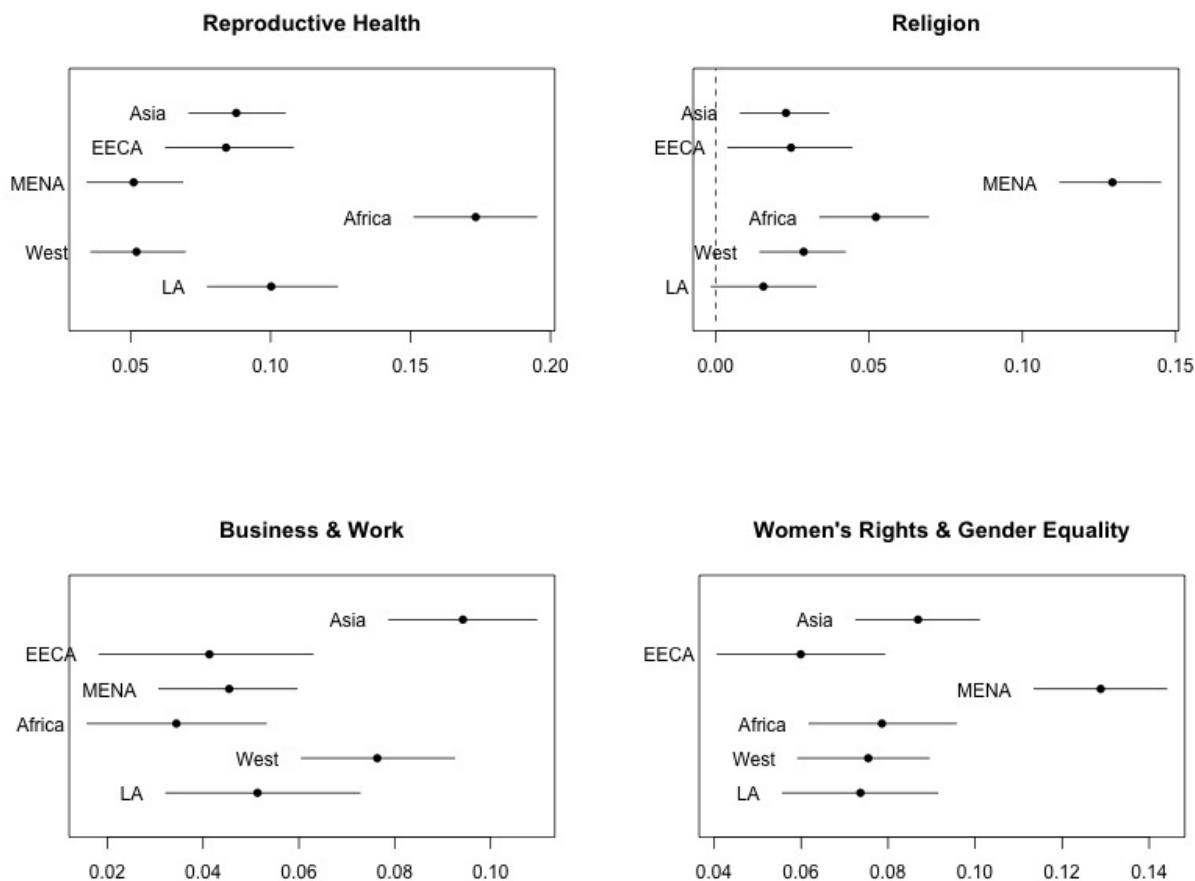 Reproductive Health
Asia
EECA
MENA
Africa
West
LA
0.05 0.10 0.15 0.20
Religion
Asia
EECA
MENA
Africa
West
LA
0.00 0.05 0.10 0.15
Business & Work
Asia
EECA
MENA
Africa
West
LA
0.02 0.04 0.06 0.08 0.10
Women's Rights & Gender Equality
Asia
EECA
MENA
Africa
West
LA
0.04 0.06 0.08 0.10 0.12 0.14